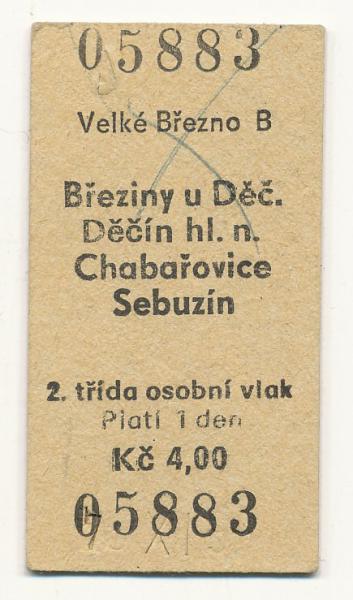 05883
Velké Březno B
Březiny u Děč.
Děčín hl. n.
Chabařovice
Sebuzín
2. třída osobní vlak
Platí 1 den
Kč 4,00
05883